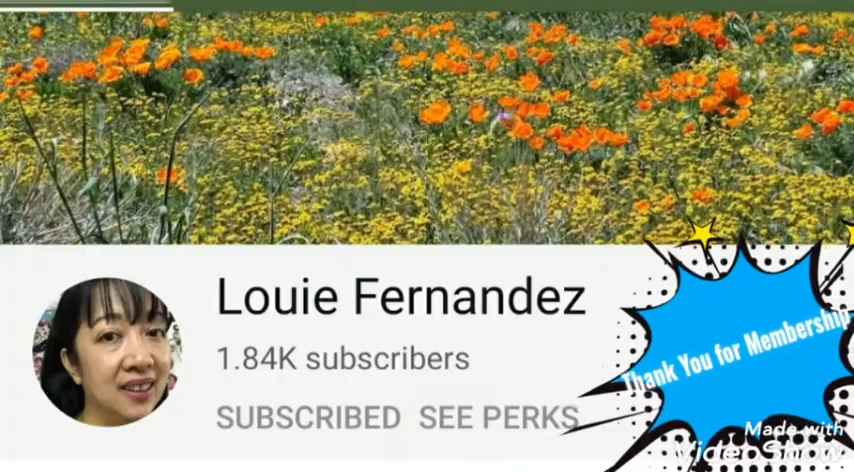 Louie Fernandez
1.84K subscribers
SUBSCRIBED SEE PERKS
Thank You for Membership
Made with
VideoShow